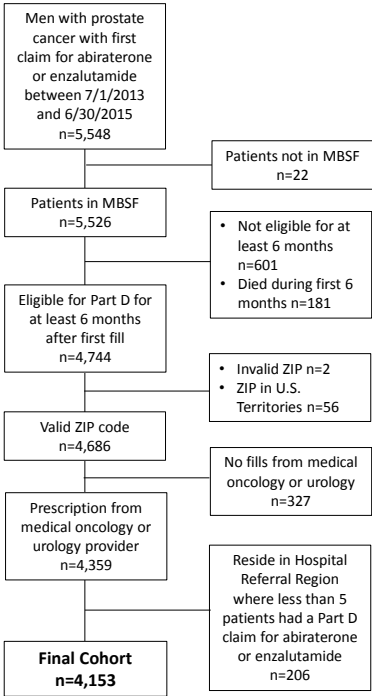 Men with prostate
cancer with first
claim for abiraterone
or enzalutamide
between 7/1/2013
and 6/30/2015
n=5,548
Patients not in MBSF
n=22
Patients in MBSF
n=5,526
• Not eligible for at
least 6 months
n=601
• Died during first 6
months n=181
Eligible for Part D for
at least 6 months
after first fill
n=4,744
• Invalid ZIP n=2
• ZIP in U.S.
Territories n=56
Valid ZIP code
n=4,686
No fills from medical
oncology or urology
n=327
Prescription from
medical oncology or
urology provider
n=4,359
Reside in Hospital
Referral Region
where less than 5
patients had a Part D
claim for abiraterone
or enzalutamide
n=206
Final Cohort
n=4,153